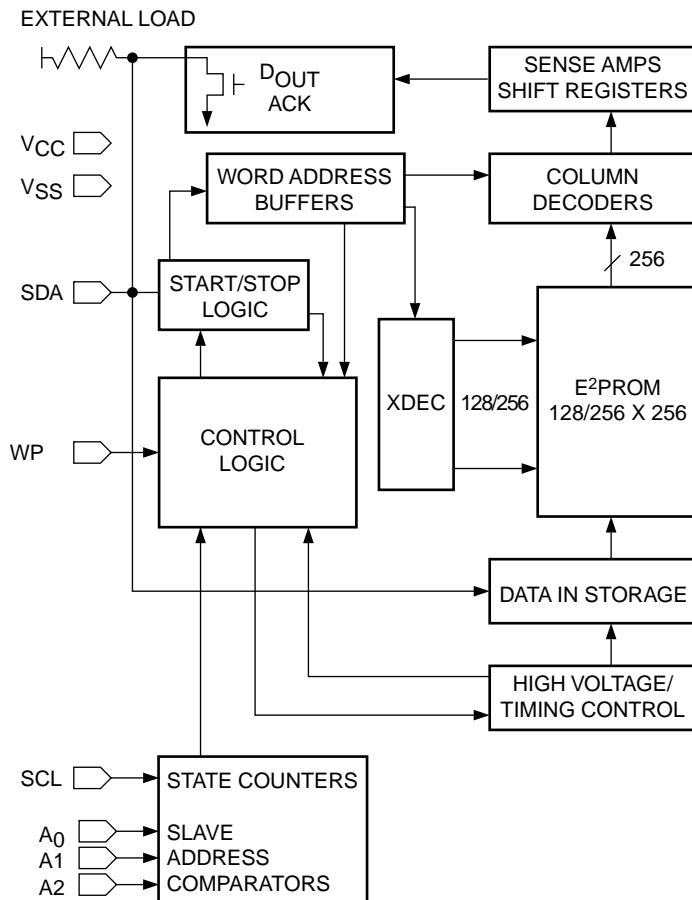 EXTERNAL LOAD
DOUT
ACK
SENSE AMPS
SHIFT REGISTERS
VCC
VSS
WORD ADDRESS
BUFFERS
COLUMN
DECODERS
256
SDA
START/STOP
LOGIC
XDEC
128/256
E²PROM
128/256 X 256
WP
CONTROL
LOGIC
DATA IN STORAGE
HIGH VOLTAGE/
TIMING CONTROL
SCL
STATE COUNTERS
A0
SLAVE
A1
ADDRESS
A2
COMPARATORS